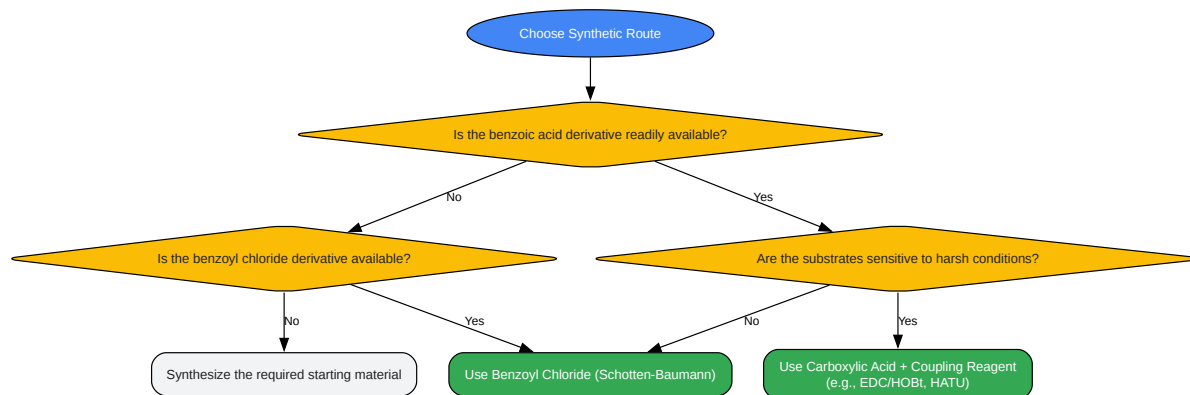 Choose Synthetic Route
Is the benzoic acid derivative readily available?
No
Yes
Is the benzoyl chloride derivative available?
Are the substrates sensitive to harsh conditions?
No
Yes
No
Yes
Synthesize the required starting material
Use Benzoyl Chloride (Schotten-Baumann)
Use Carboxylic Acid + Coupling Reagent
(e.g., EDC/HOBt, HATU)